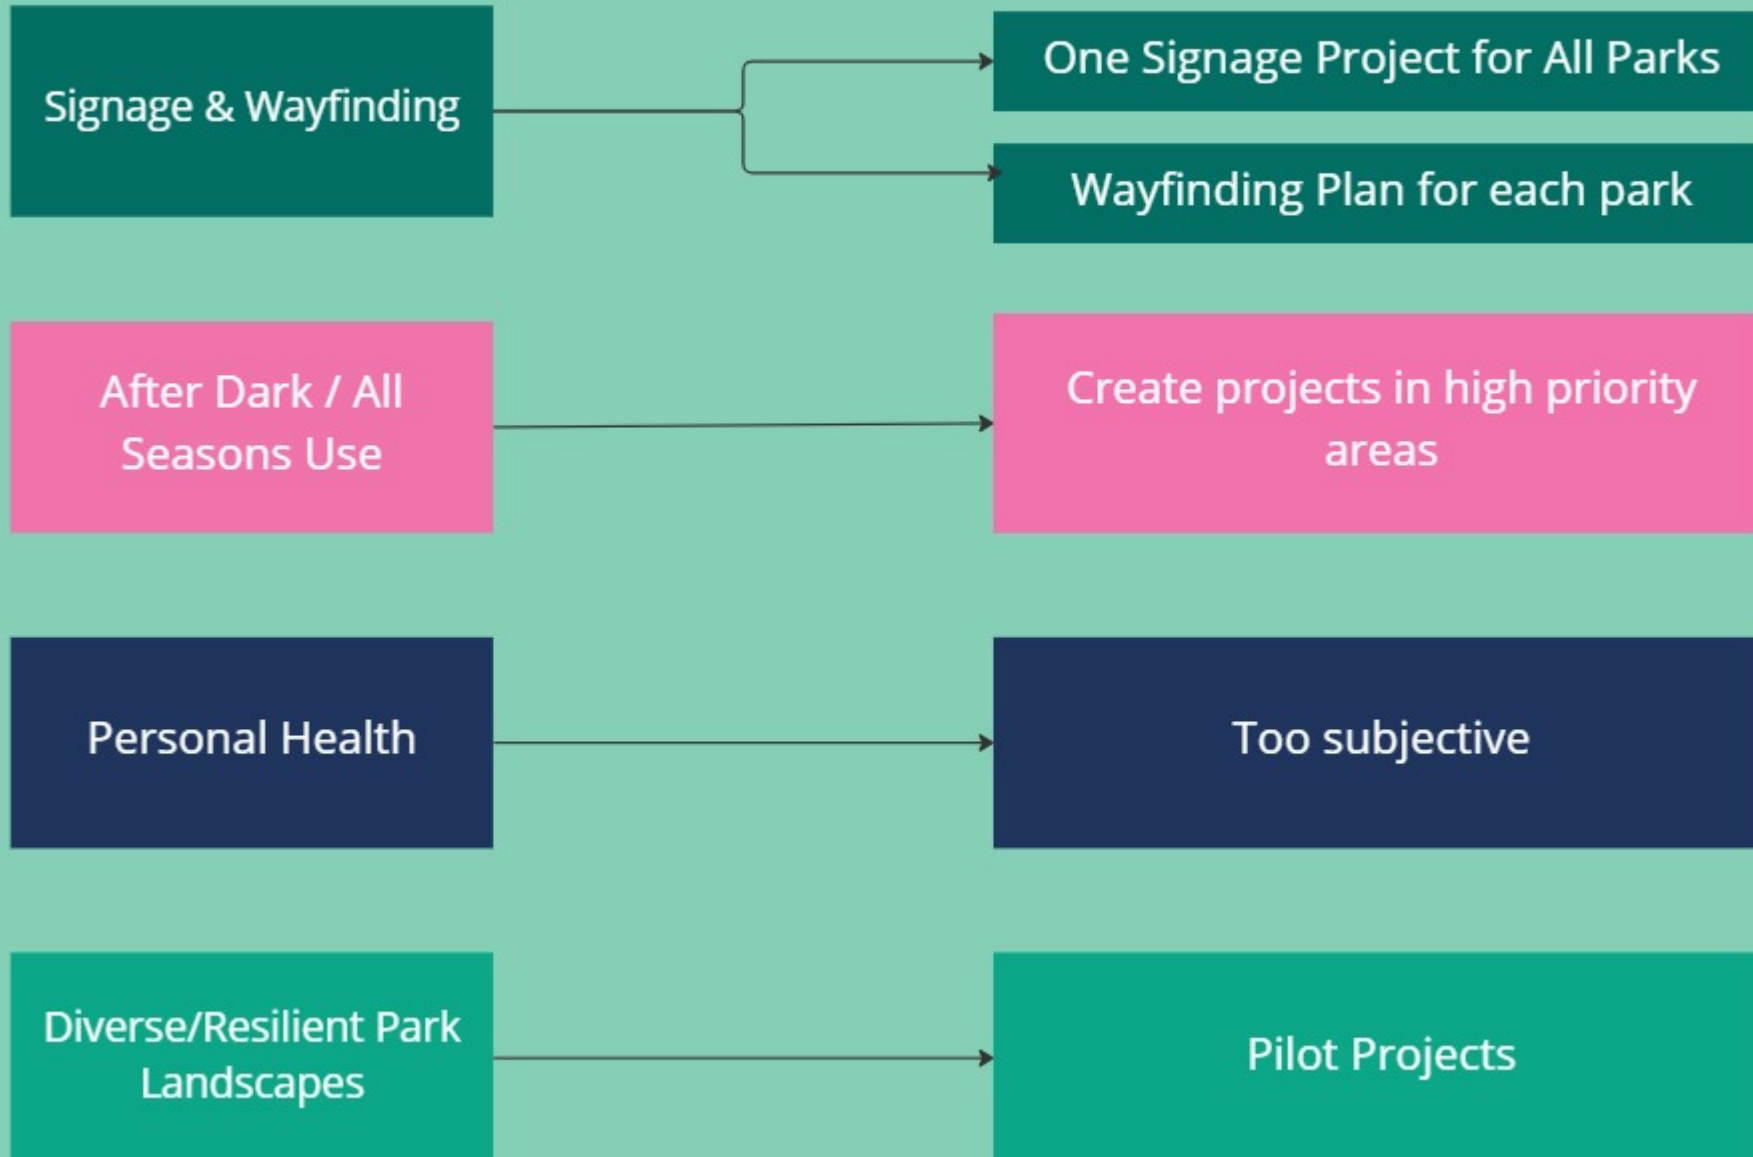 Signage & Wayfinding
One Signage Project for All Parks
Wayfinding Plan for each park
After Dark / All
Seasons Use
Create projects in high priority
areas
Personal Health
Too subjective
Diverse/Resilient Park
Landscapes
Pilot Projects